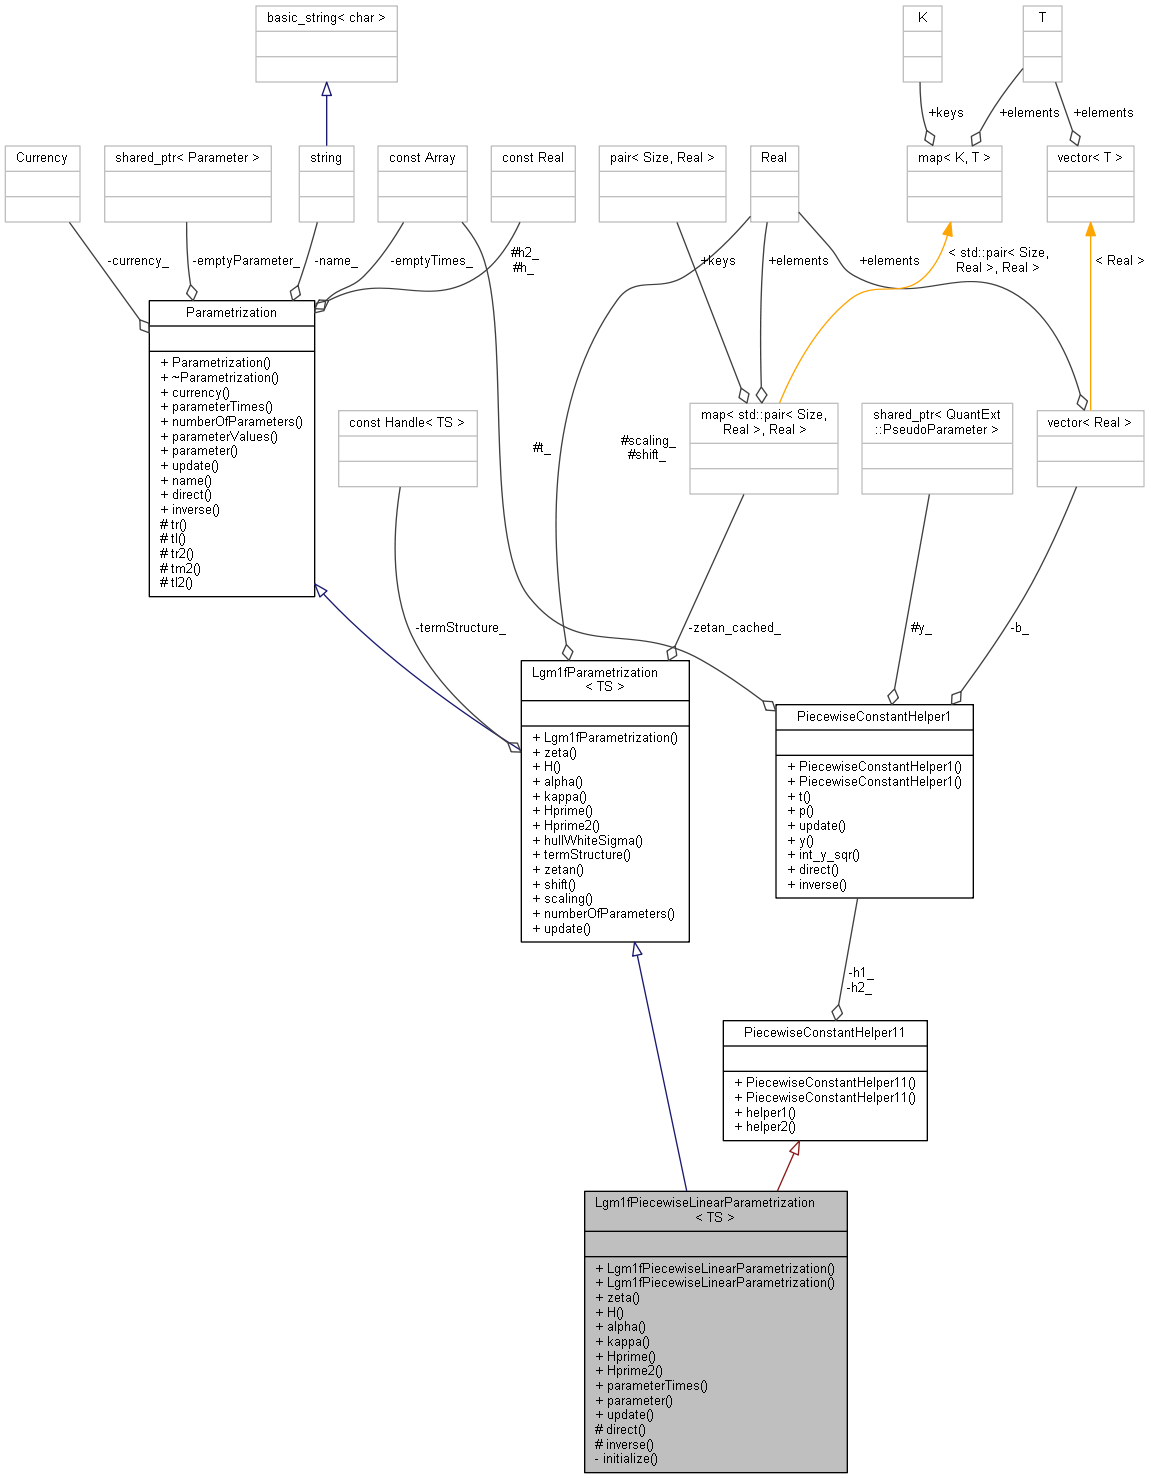 basic_string< char >
K
T
+keys
+elements
+elements
Currency
shared_ptr< Parameter >
string
const Array
const Real
pair< Size, Real >
Real
map< K, T >
vector< T >
-currency_
-emptyParameter_
-name_
-emptyTimes_
#h2_
#h_
+keys
+elements
+elements
< std::pair< Size,
Real >, Real >
< Real >
Parametrization
+ Parametrization()
+ ~Parametrization()
+ currency()
+ parameterTimes()
+ numberOfParameters()
+ parameterValues()
+ parameter()
+ update()
+ name()
+ direct()
+ inverse()
# tr()
# tl()
# tr2()
# tm2()
# tl2()
const Handle< TS >
#t_
#scaling_
#shift_
map< std::pair< Size,
Real >, Real >
shared_ptr< QuantExt
::PseudoParameter >
vector< Real >
-termStructure_
-zetan_cached_
#y_
-b_
Lgm1fParametrization
< TS >
+ Lgm1fParametrization()
+ zeta()
+ H()
+ alpha()
+ kappa()
+ Hprime()
+ Hprime2()
+ hullWhiteSigma()
+ termStructure()
+ zetan()
+ shift()
+ scaling()
+ numberOfParameters()
+ update()
PiecewiseConstantHelper1
+ PiecewiseConstantHelper1()
+ PiecewiseConstantHelper1()
+ t()
+ p()
+ update()
+ y()
+ int_y_sqr()
+ direct()
+ inverse()
-h1_
-h2_
PiecewiseConstantHelper11
+ PiecewiseConstantHelper11()
+ PiecewiseConstantHelper11()
+ helper1()
+ helper2()
Lgm1fPiecewiseLinearParametrization
< TS >
+ Lgm1fPiecewiseLinearParametrization()
+ Lgm1fPiecewiseLinearParametrization()
+ zeta()
+ H()
+ alpha()
+ kappa()
+ Hprime()
+ Hprime2()
+ parameterTimes()
+ parameter()
+ update()
# direct()
# inverse()
- initialize()